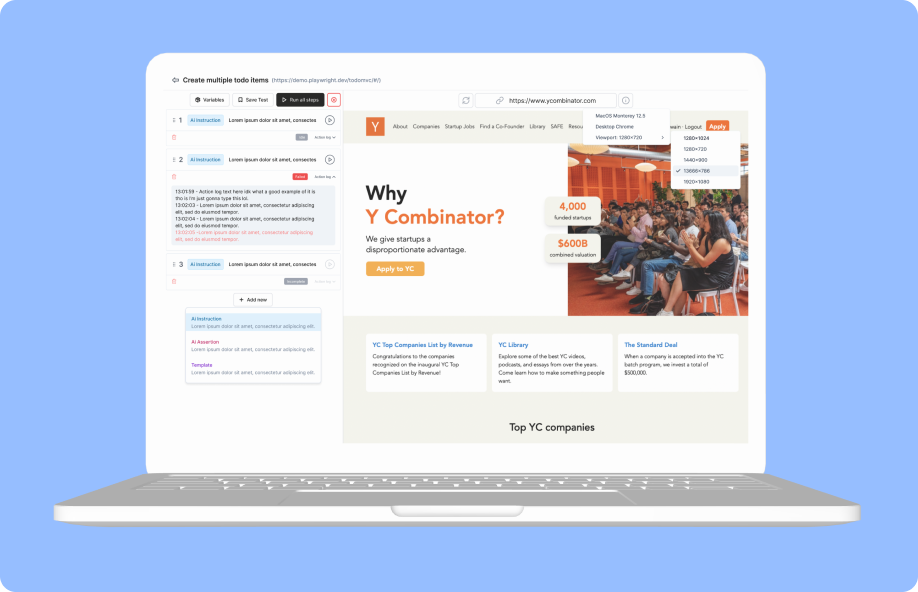 Create multiple todo items (https://demo.playwright.dev/todomvc/#/)
Variables
Save Test
Run all steps
https://www.ycombinator.com
1 AI Instruction Lorem ipsum dolor sit amet, consectes
Action log
2 AI Instruction Lorem ipsum dolor sit amet, consectes
Failed Action log
13:01:59 - Action log text here idk what a good example of it is
tho is i'm just gonna type this lol.
13:02:03 - Lorem ipsum dolor sit amet, consectetur adipiscing
elit, sed do eiusmod tempor.
13:02:04 - Lorem ipsum dolor sit amet, consectetur adipiscing
elit, sed do eiusmod tempor.
13:02:05 -Lorem ipsum dolor sit amet, consectetur adipiscing
elit, sed do eiusmod tempor.
3 AI Instruction Lorem ipsum dolor sit amet, consectes
+ Add new
AI Instruction
Lorem ipsum dolor sit amet, consectetur adipiscing elit.
AI Assertion
Lorem ipsum dolor sit amet, consectetur adipiscing elit.
Template
Lorem ipsum dolor sit amet, consectetur adipiscing elit.
Y
About Companies Startup Jobs Find a Co-Founder Library SAFE Resou
Logout Apply
MacOS Monterey 12.5
Desktop Chrome
Viewport: 1280×720
1280×1024
1280×720
1440×900
13666×766
1920×1080
Why
Y Combinator?
We give startups a
disproportionate advantage.
Apply to YC
4,000
funded startups
$600B
combined valuation
YC Top Companies List by Revenue
Congratulations to the companies
recognized on the inaugural YC Top
Companies List by Revenue!
YC Library
Explore some of the best YC videos,
podcasts, and essays from over the years.
Come learn how to make something people
want.
The Standard Deal
When a company is accepted into the YC
batch program, we invest a total of
$500,000.
Top YC companies